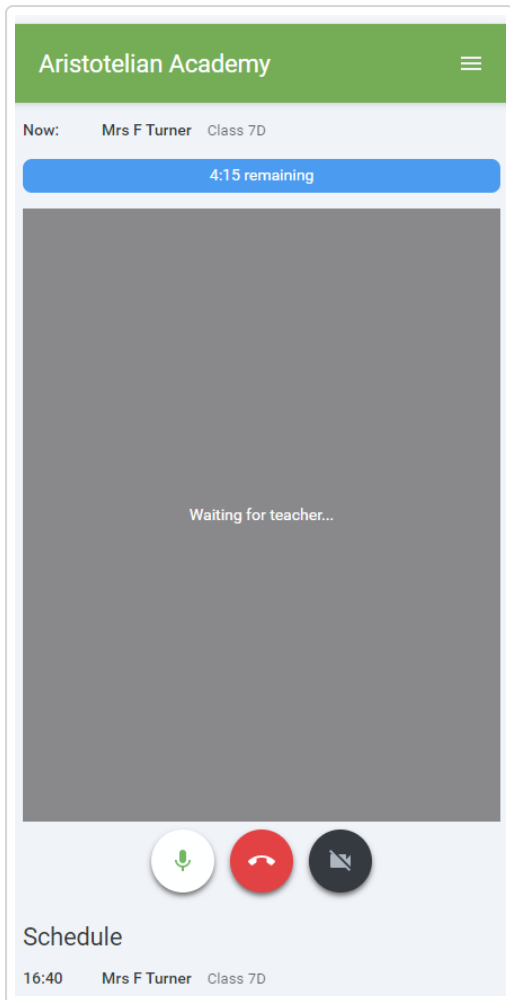 Aristotelian Academy
Now: Mrs F Turner Class 7D
4:15 remaining
Waiting for teacher...
Schedule
16:40 Mrs F Turner Class 7D